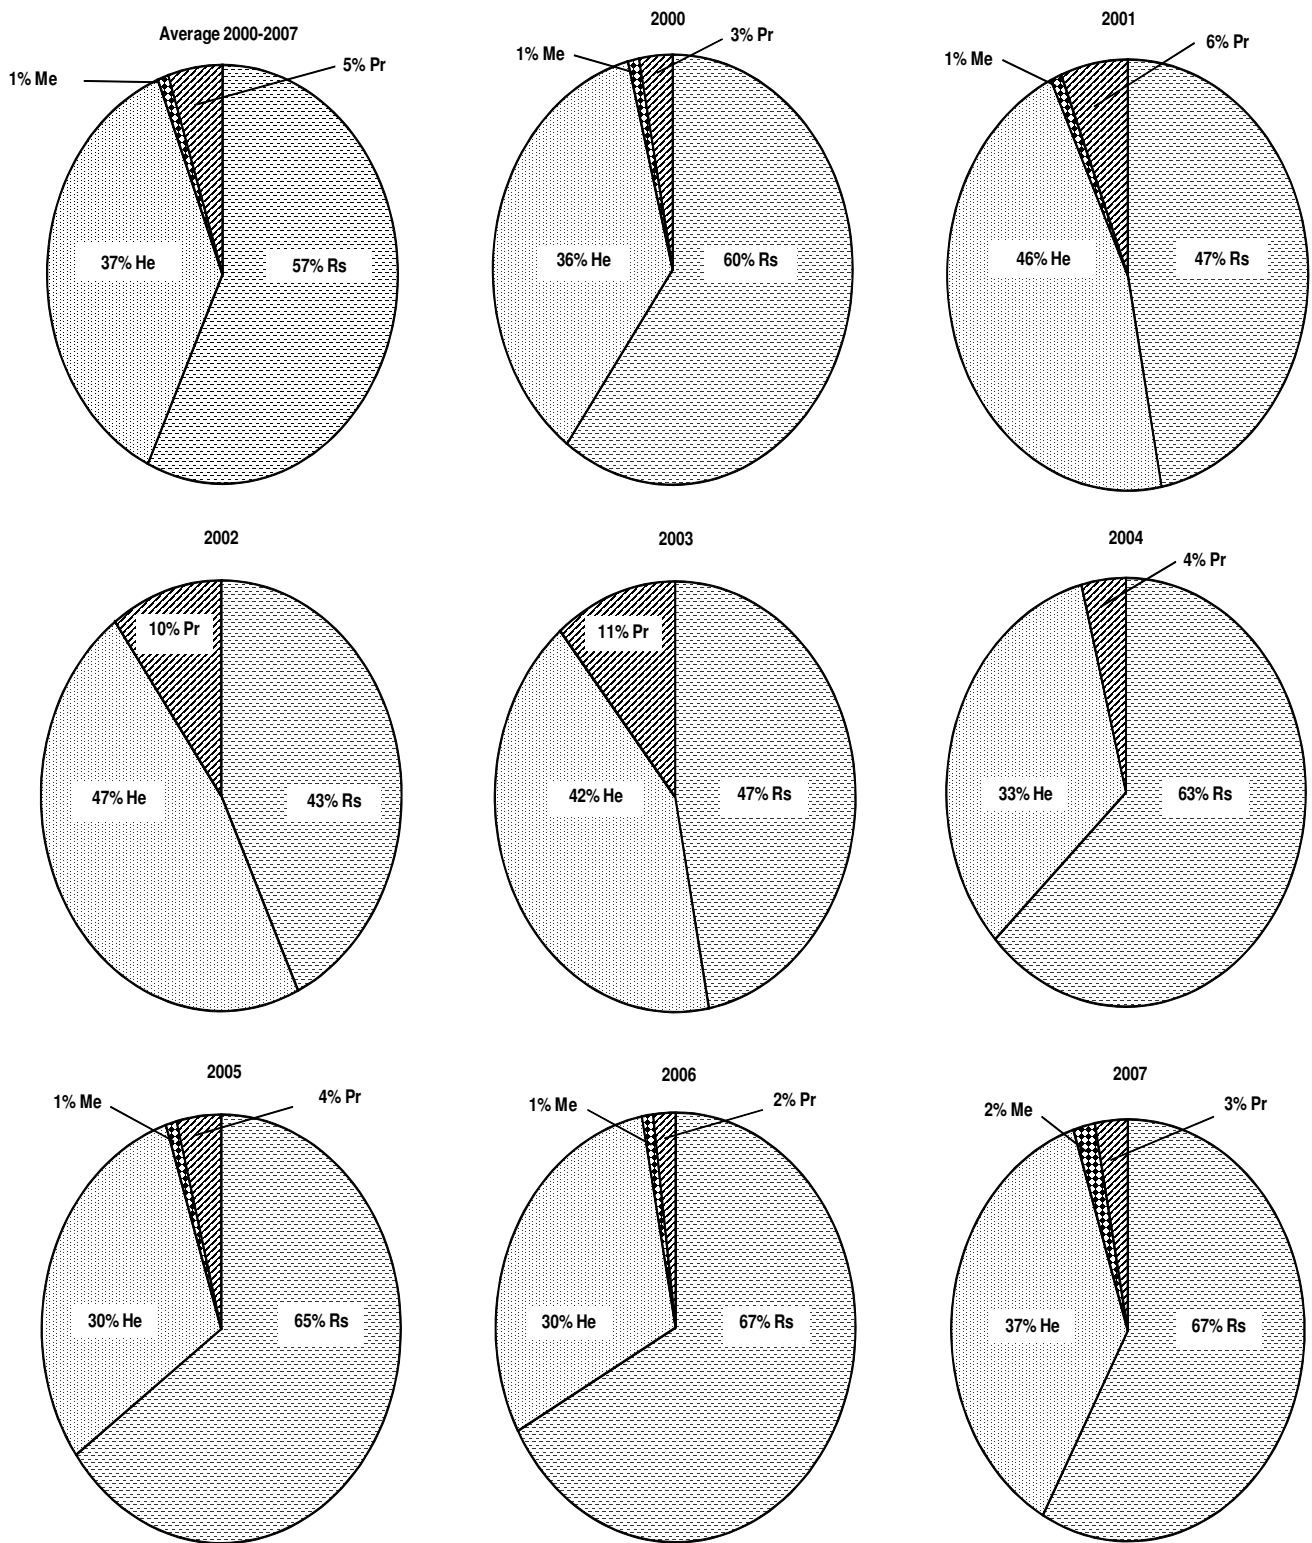 Average 2000-2007
1% Me
5% Pr
37% He
57% Rs
2000
1% Me
3% Pr
36% He
60% Rs
2001
1% Me
6% Pr
46% He
47% Rs
2002
10% Pr
47% He
43% Rs
2003
11% Pr
42% He
47% Rs
2004
4% Pr
33% He
63% Rs
2005
1% Me
4% Pr
30% He
65% Rs
2006
1% Me
2% Pr
30% He
67% Rs
2007
2% Me
3% Pr
37% He
67% Rs